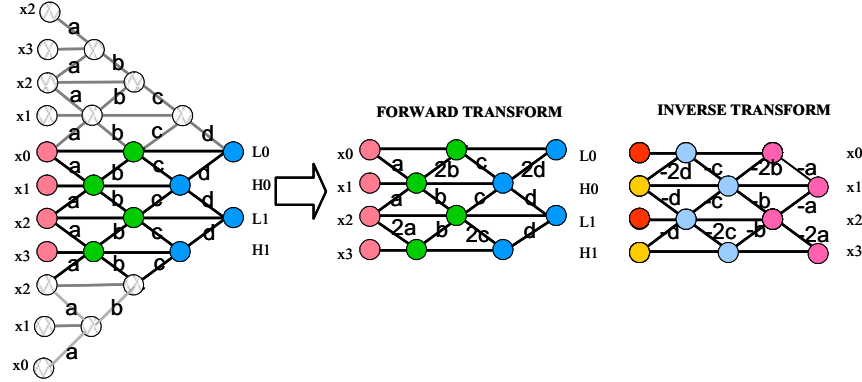 x2
a
x3
a b
x2
a b c
x1 FORWARD TRANSFORM INVERSE TRANSFORM
a b c d
x0 L0 x0 L0 x0
a b c d a 2b c 2d -2d -c -2b -a
x1 H0 x1 H0 x1
a b c d a b c d -d -c -b -a
x2 L1 x2 L1 x2
a b c d 2a b 2c d -d -2c -b -2a
x3 H1 x3 H1 x3
a b c
x2
a b
x1
a
x0